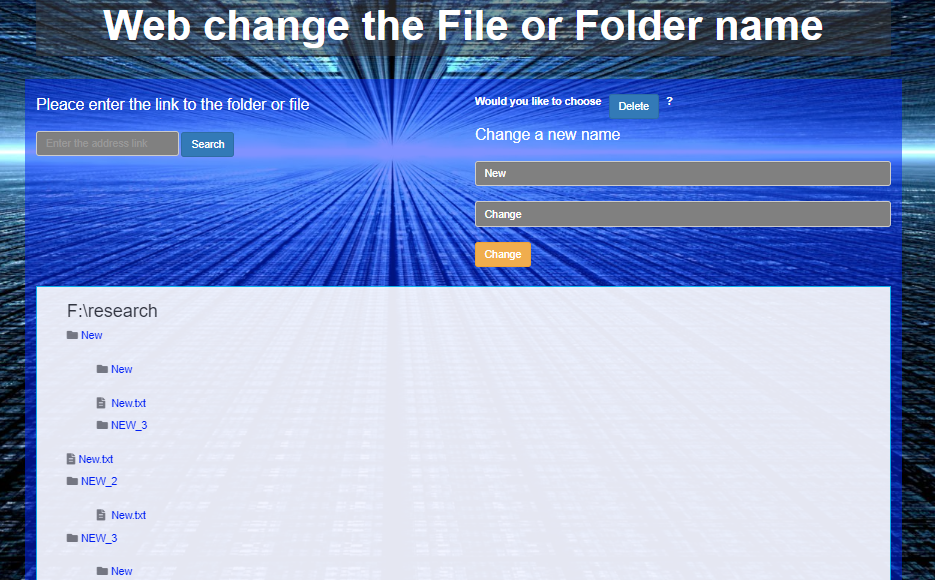 Web change the File or Folder name
Pleace enter the link to the folder or file
Enter the address link
Search
Would you like to choose Delete ?
Change a new name
New
Change
Change
F:\research
New
New
New.txt
NEW_3
New.txt
NEW_2
New.txt
NEW_3
New